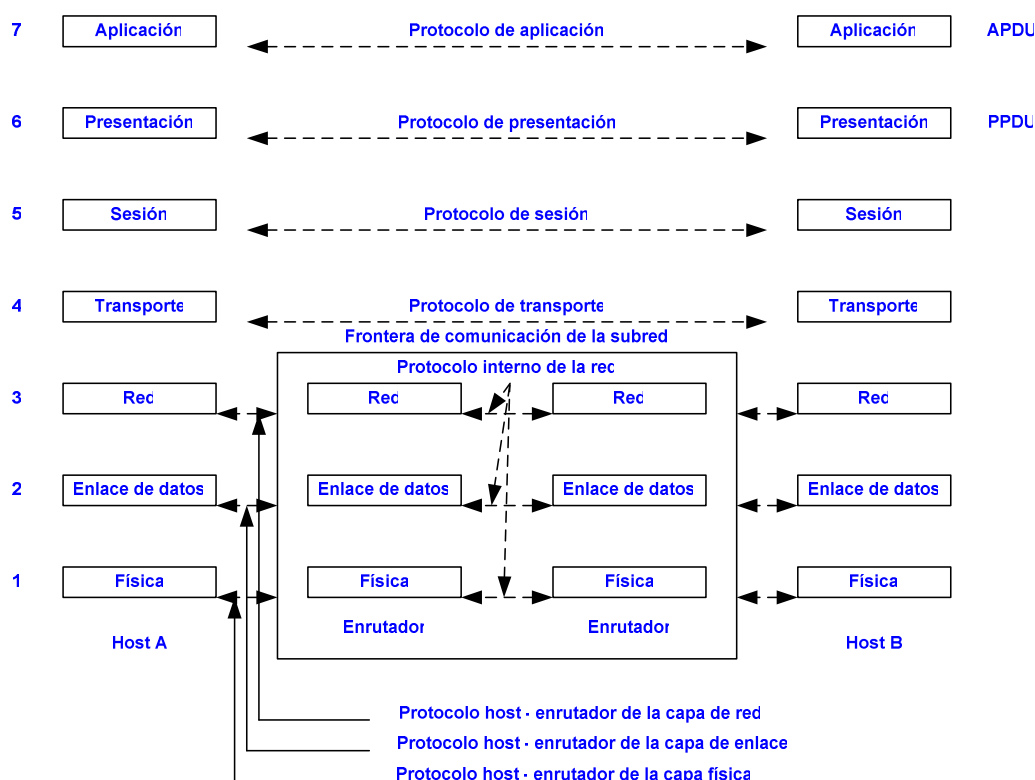 7 Aplicación Protocolo de aplicación Aplicación APDU
6 Presentación Protocolo de presentación Presentación PPDU
5 Sesión Protocolo de sesión Sesión
4 Transporte Protocolo de transporte Transporte
Frontera de comunicación de la subred
Protocolo interno de la red
3 Red Red Red Red
2 Enlace de datos Enlace de datos Enlace de datos Enlace de datos
1 Física Física Física Física
Enrutador Enrutador
Host A Host B
Protocolo host - enrutador de la capa de red
Protocolo host - enrutador de la capa de enlace
Protocolo host - enrutador de la capa física